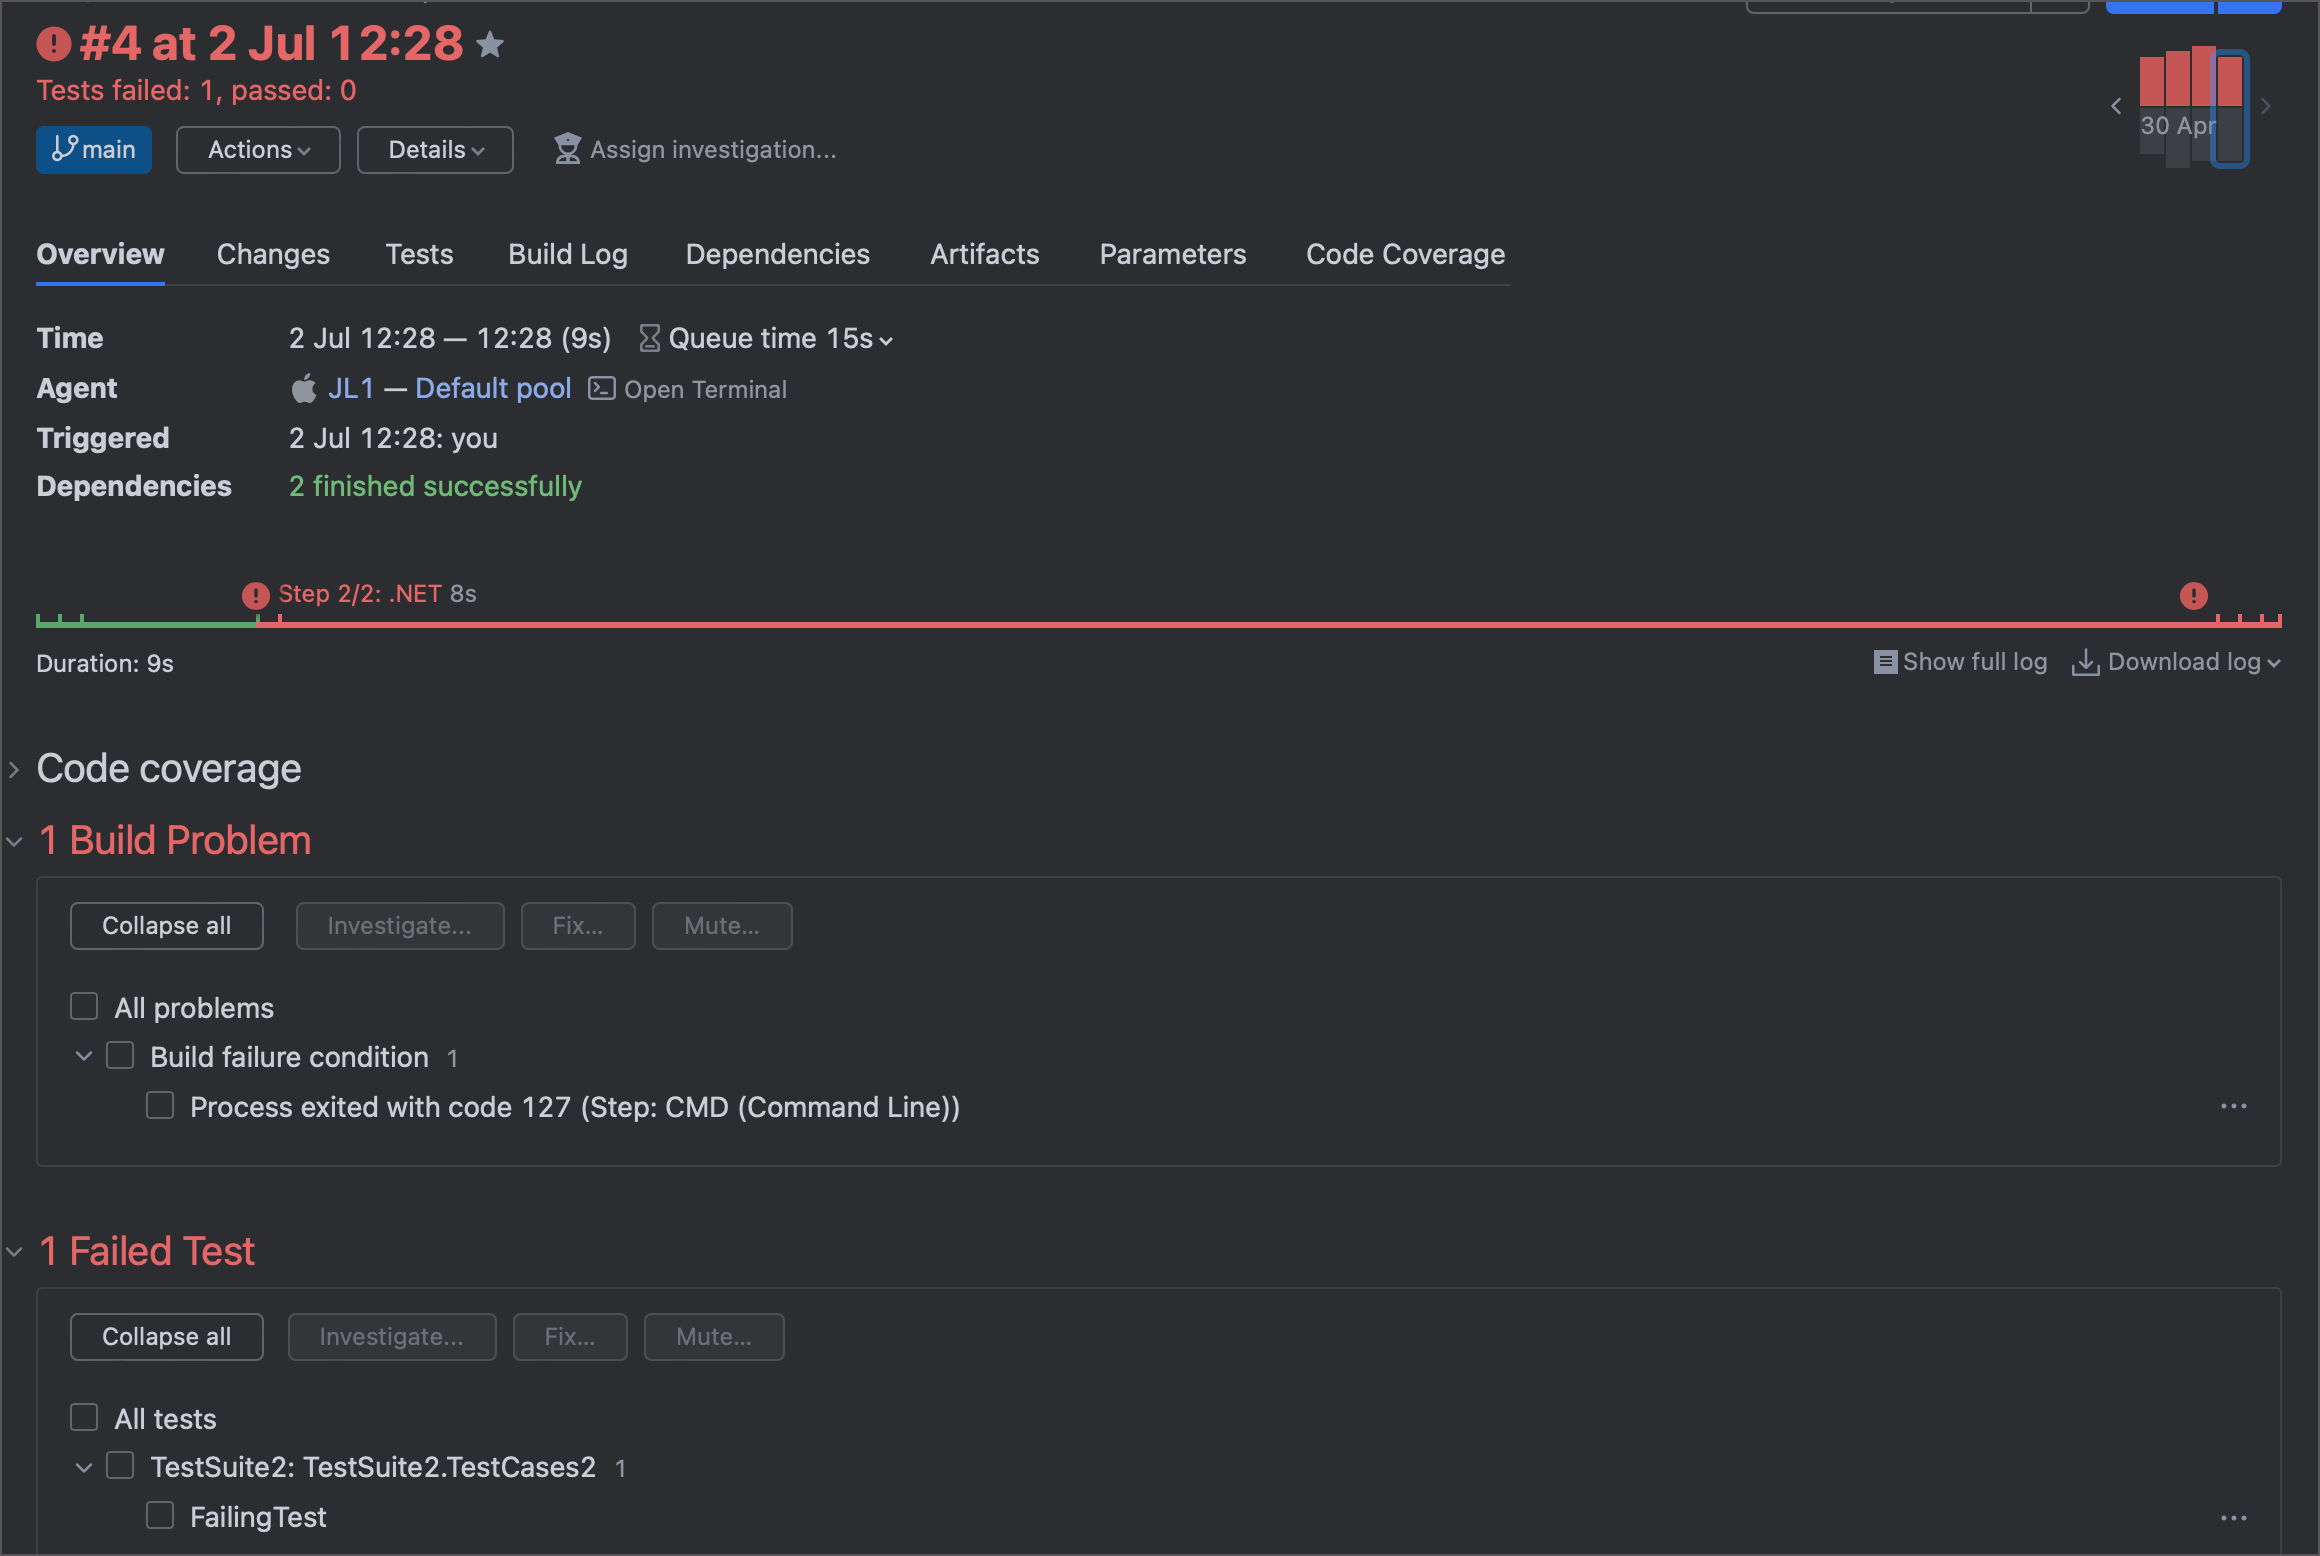 #4 at 2 Jul 12:28
Tests failed: 1, passed: 0
30 Apr
main Actions Details Assign investigation...
Overview Changes Tests Build Log Dependencies Artifacts Parameters Code Coverage
Time 2 Jul 12:28 — 12:28 (9s) Queue time 15s
Agent JL1 — Default pool Open Terminal
Triggered 2 Jul 12:28: you
Dependencies 2 finished successfully
Step 2/2: .NET 8s
Duration: 9s Show full log Download log
Code coverage
1 Build Problem
Collapse all Investigate... Fix... Mute...
All problems
Build failure condition 1
Process exited with code 127 (Step: CMD (Command Line))
1 Failed Test
Collapse all Investigate... Fix... Mute...
All tests
TestSuite2: TestSuite2.TestCases2 1
FailingTest